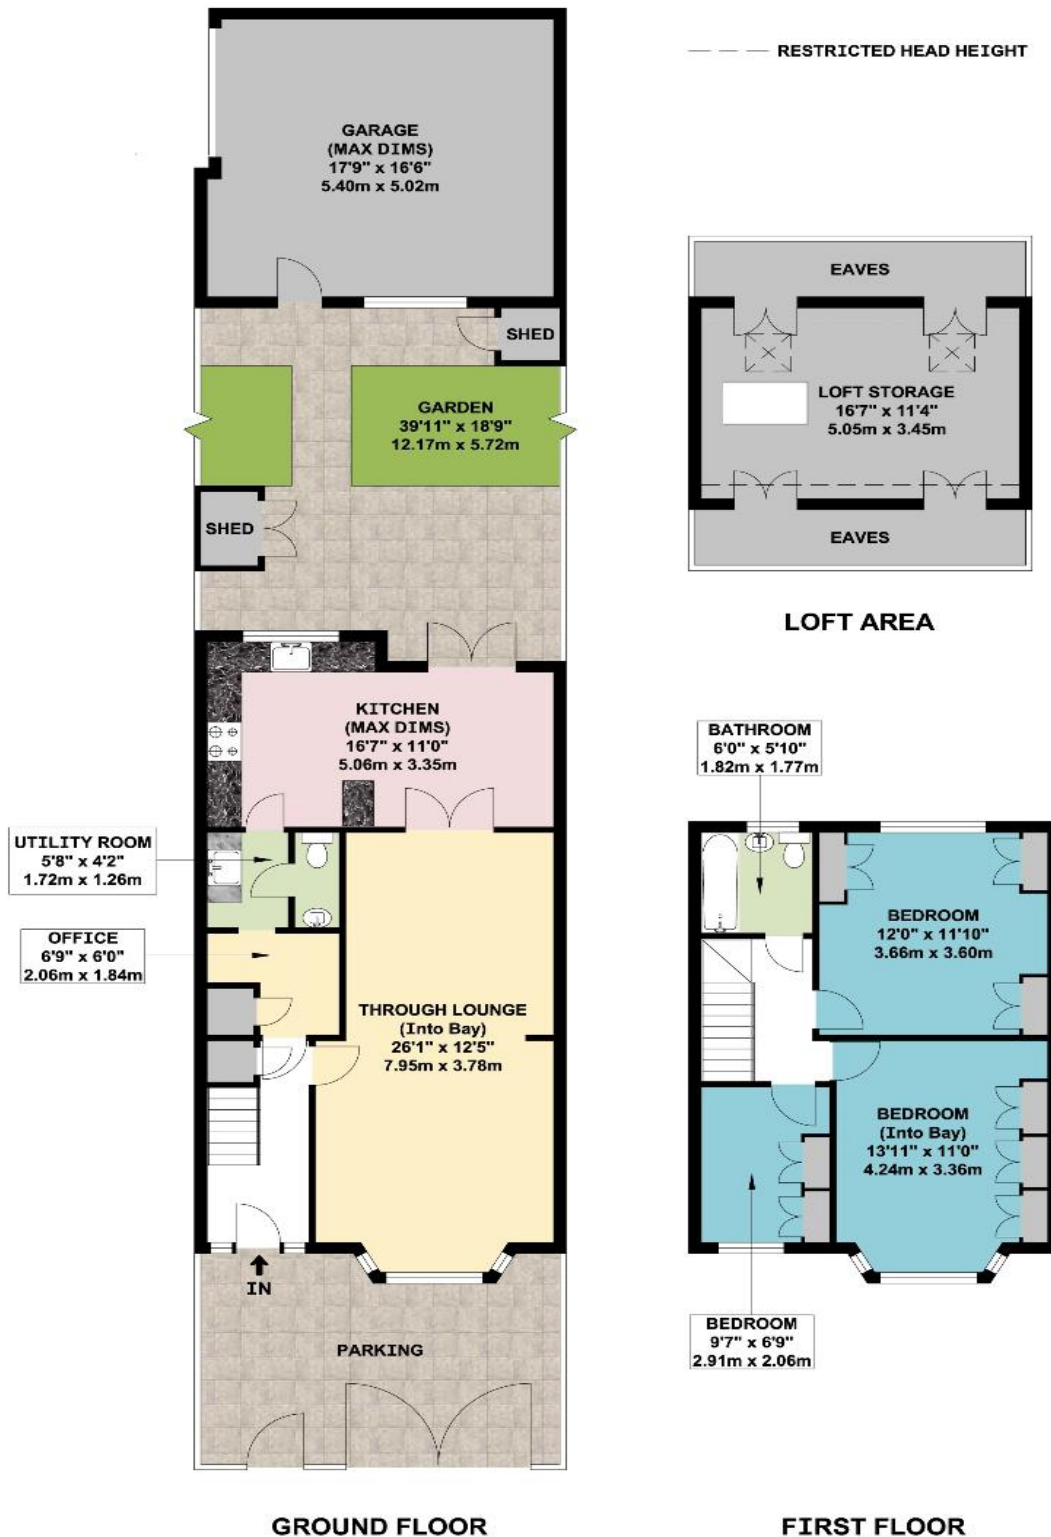 RESTRICTED HEAD HEIGHT
GARAGE
(MAX DIMS)
17'9" x 16'6"
5.40m x 5.02m
SHED
GARDEN
39'11" x 18'9"
12.17m x 5.72m
SHED
KITCHEN
(MAX DIMS)
16'7" x 11'0"
5.06m x 3.35m
UTILITY ROOM
5'8" x 4'2"
1.72m x 1.26m
OFFICE
6'9" x 6'0"
2.06m x 1.84m
THROUGH LOUNGE
(Into Bay)
26'1" x 12'5"
7.95m x 3.78m
IN
PARKING
GROUND FLOOR
EAVES
LOFT STORAGE
16'7" x 11'4"
5.05m x 3.45m
EAVES
LOFT AREA
BATHROOM
6'0" x 5'10"
1.82m x 1.77m
BEDROOM
12'0" x 11'10"
3.66m x 3.60m
BEDROOM
(Into Bay)
13'11" x 11'0"
4.24m x 3.36m
BEDROOM
9'7" x 6'9"
2.91m x 2.06m
FIRST FLOOR